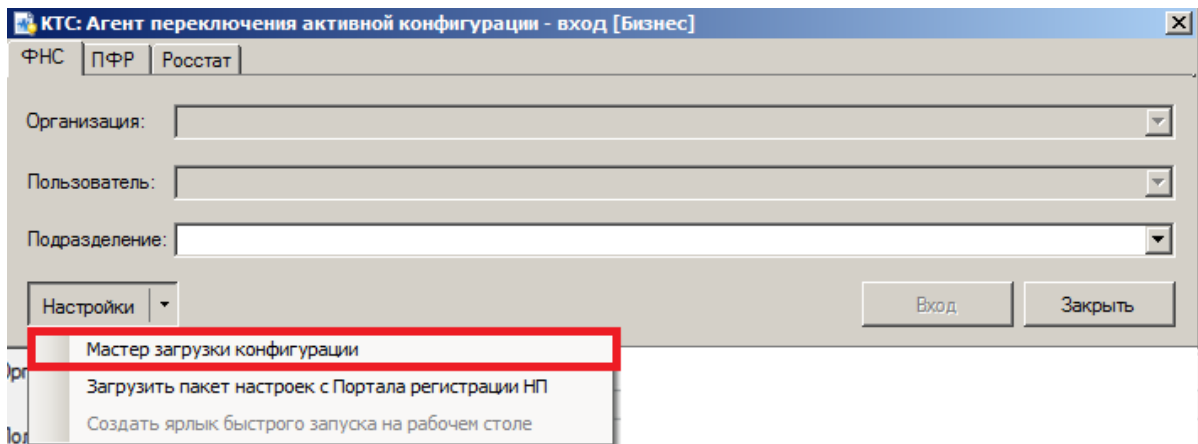 КТС: Агент переключения активной конфигурации - вход [Бизнес]
ФНС ПФР Росстат
Организация:
Пользователь:
Подразделение:
Настройки Вход Закрыть
Мастер загрузки конфигурации
Загрузить пакет настроек с Портала регистрации НП
Создать ярлык быстрого запуска на рабочем столе